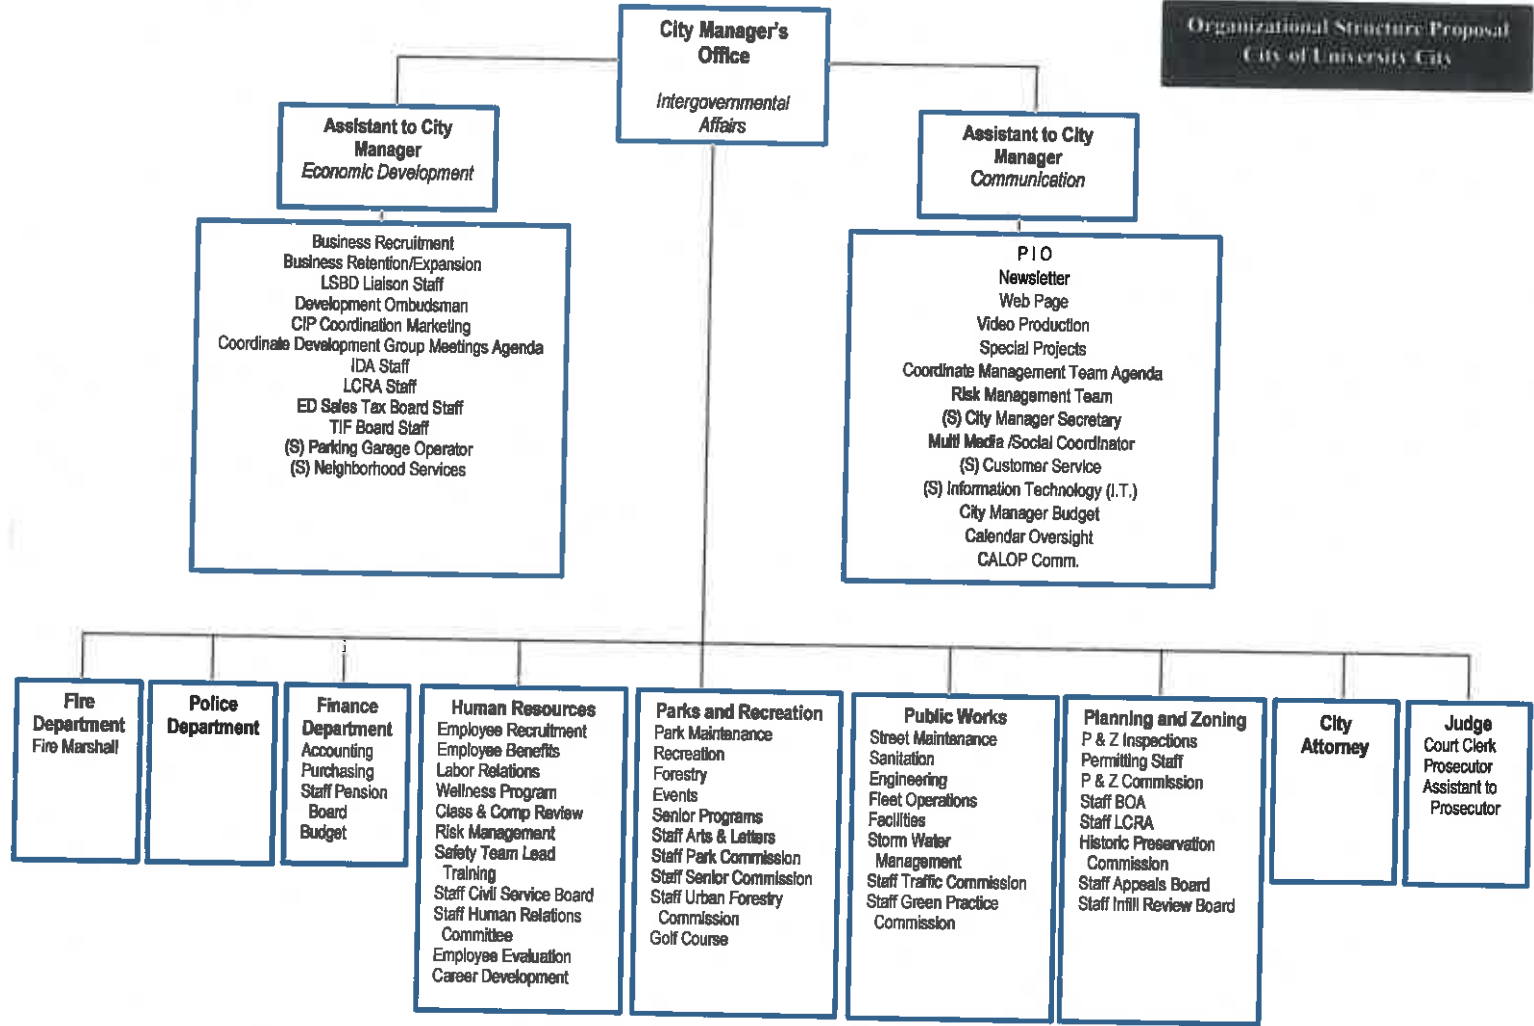 Organizational Structure Proposal
City of University City
City Manager's
Office
Intergovernmental
Affairs
Assistant to City
Manager
Economic Development
Assistant to City
Manager
Communication
Business Recruitment
Business Retention/Expansion
LSBD Liaison Staff
Development Ombudsman
CIP Coordination Marketing
Coordinate Development Group Meetings Agenda
IDA Staff
LCRA Staff
ED Sales Tax Board Staff
TIF Board Staff
(S) Parking Garage Operator
(S) Neighborhood Services
P I O
Newsletter
Web Page
Video Production
Special Projects
Coordinate Management Team Agenda
Risk Management Team
(S) City Manager Secretary
Multi Media /Social Coordinator
(S) Customer Service
(S) Information Technology (I.T.)
City Manager Budget
Calendar Oversight
CALOP Comm.
Fire
Department
Fire Marshall
Police
Department
Finance
Department
Accounting
Purchasing
Staff Pension
Board
Budget
Human Resources
Employee Recruitment
Employee Benefits
Labor Relations
Wellness Program
Class & Comp Review
Risk Management
Safety Team Lead
Training
Staff Civil Service Board
Staff Human Relations
Committee
Employee Evaluation
Career Development
Parks and Recreation
Park Maintenance
Recreation
Forestry
Events
Senior Programs
Staff Arts & Letters
Staff Park Commission
Staff Senior Commission
Staff Urban Forestry
Commission
Golf Course
Public Works
Street Maintenance
Sanitation
Engineering
Fleet Operations
Facilities
Storm Water
Management
Staff Traffic Commission
Staff Green Practice
Commission
Planning and Zoning
P & Z Inspections
Permitting Staff
P & Z Commission
Staff BOA
Staff LCRA
Historic Preservation
Commission
Staff Appeals Board
Staff Infill Review Board
City
Attorney
Judge
Court Clerk
Prosecutor
Assistant to
Prosecutor